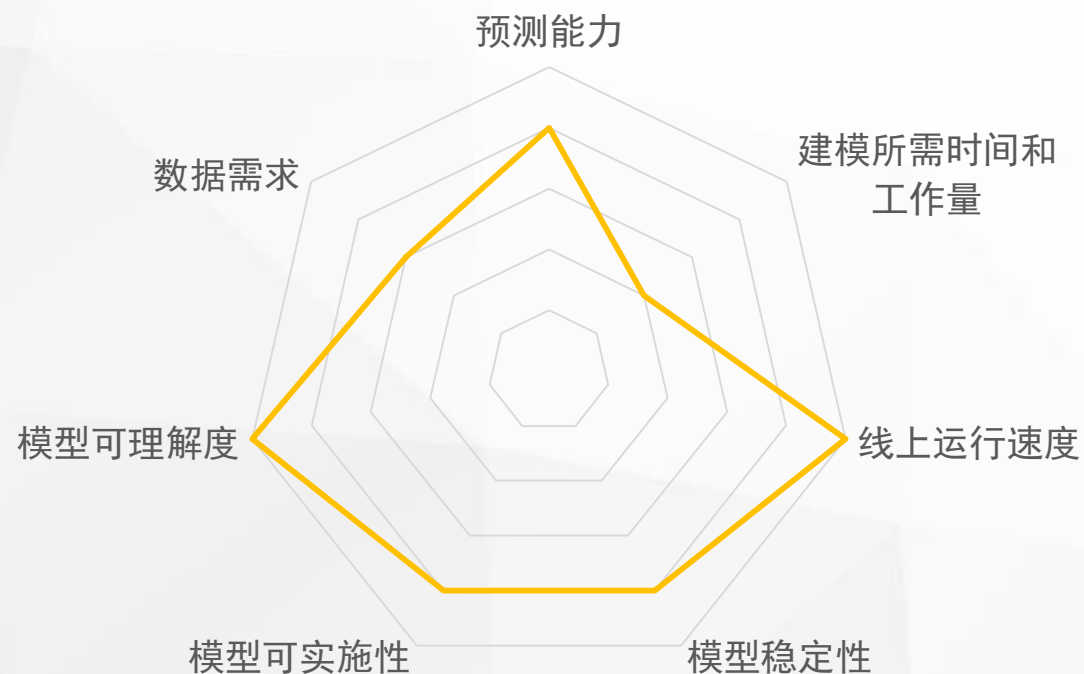 预测能力
建模所需时间和
工作量
数据需求
模型可理解度
线上运行速度
模型可实施性
模型稳定性